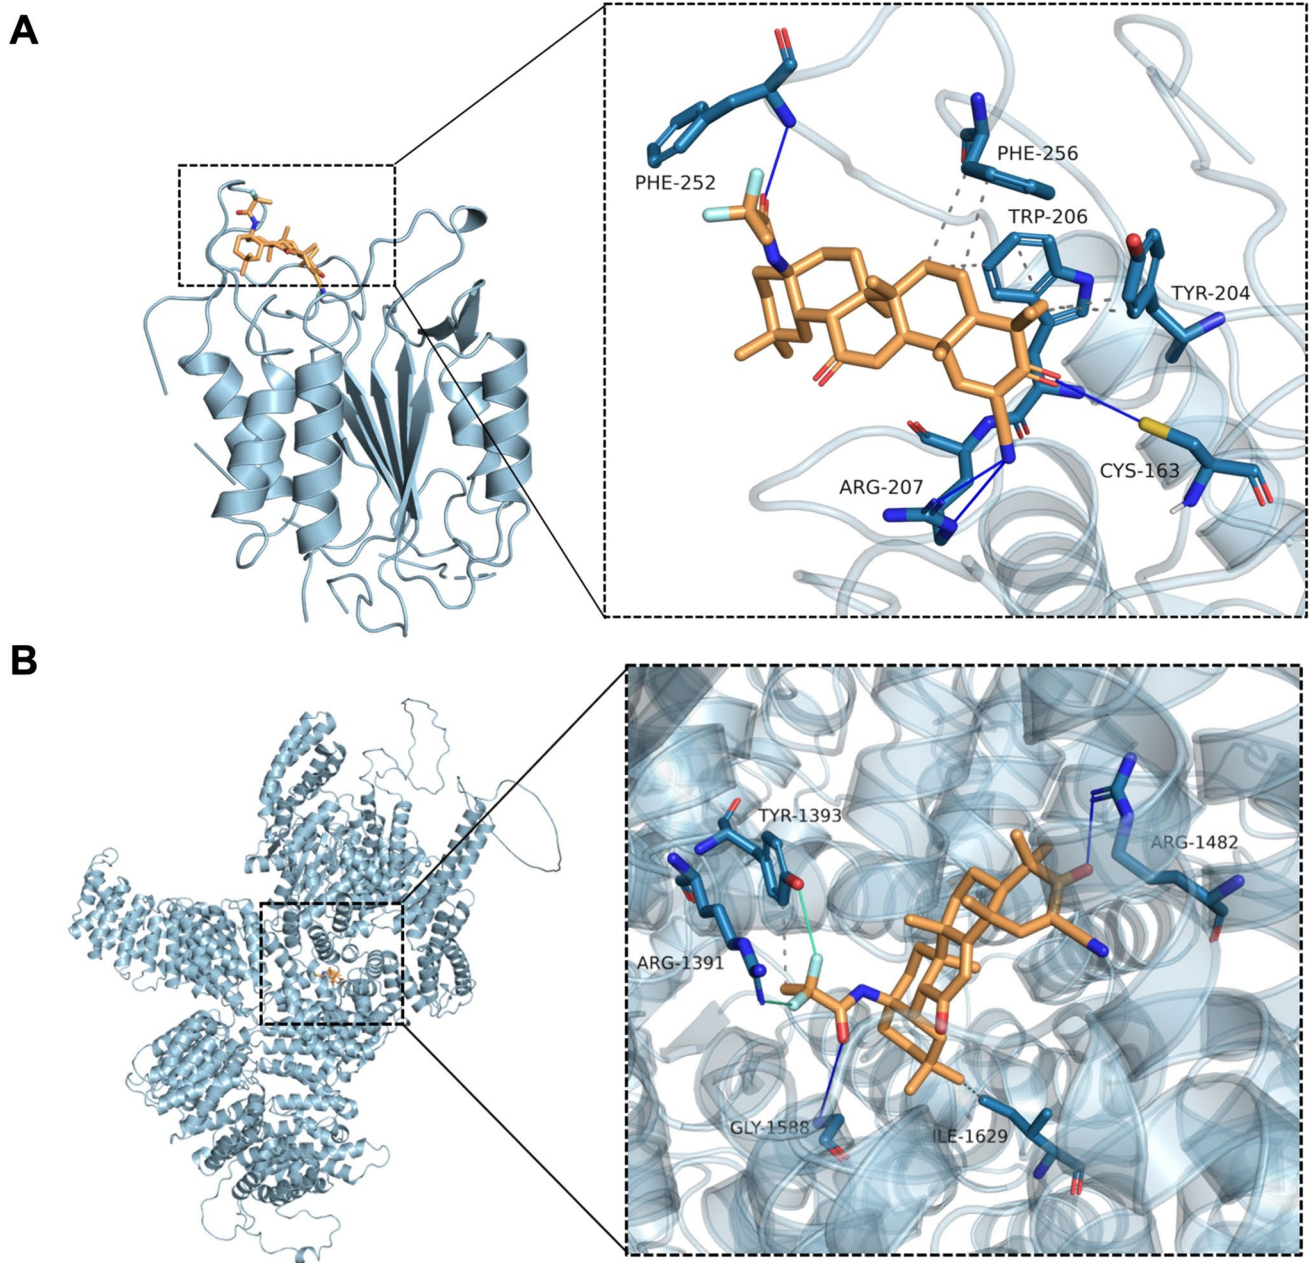 A
PHE-252
PHE-256
TRP-206
TYR-204
ARG-207
CYS-163
B
TYR-1393
ARG-1482
ARG-1391
GLY-1588
ILE-1629